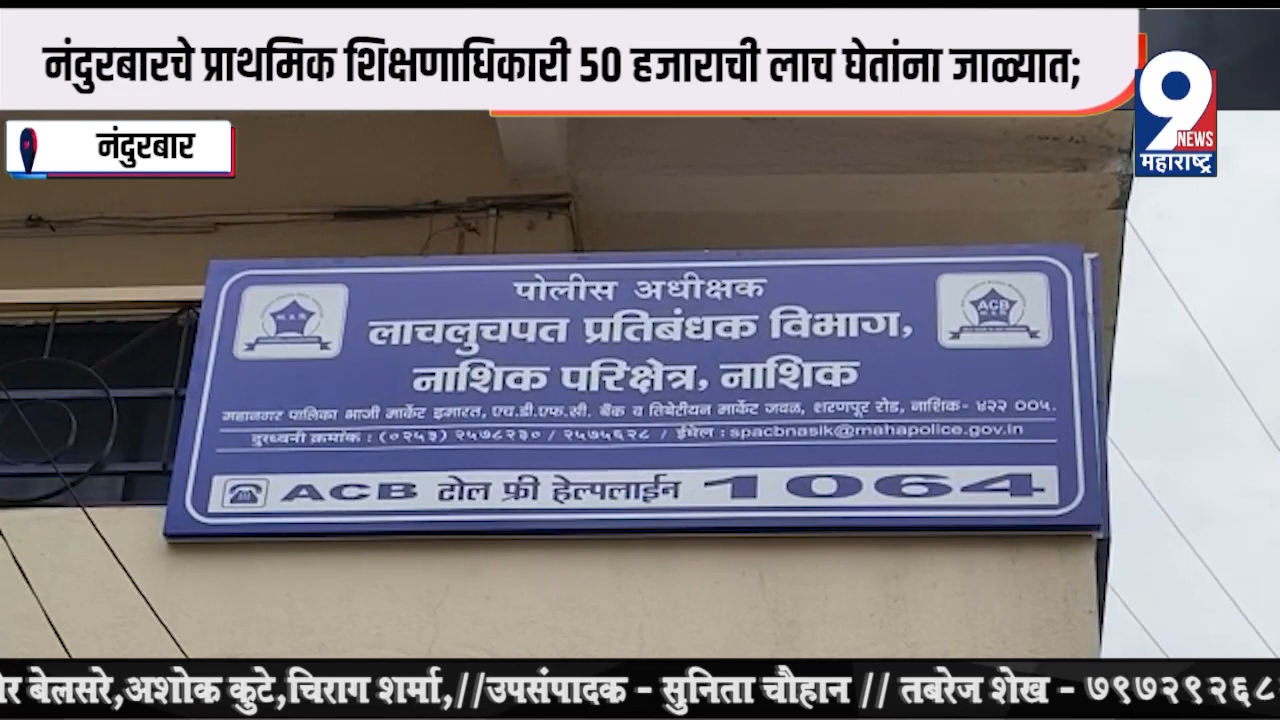 नंदुरबारचे प्राथमिक शिक्षणाधिकारी 50 हजाराची लाच घेतांना जाळ्यात;
9
NEWS
महाराष्ट्र
नंदुरबार
पोलीस अधीक्षक
लाचलुचपत प्रतिबंधक विभाग,
नाशिक परिक्षेत्र, नाशिक
ACB
महानगर पालिका भाजी मार्केट इमारत, एच.डी.एफ.सी. बँक व तिबेटीयन मार्केट जवळ, शरणपूर रोड, नाशिक- ४२२ ००५.
दुरध्वनी क्रमांक : (०२५३) २५७८२३० / २५७५६२८ / ईमेल : spacbnasik@mahapolice.gov.in
ACB टोल फ्री हेल्पलाईन 1064
बेलसरे,अशोक कुटे,चिराग शर्मा,//उपसंपादक - सुनिता चौहान // तबरेज शेख - ७९७२९२६८